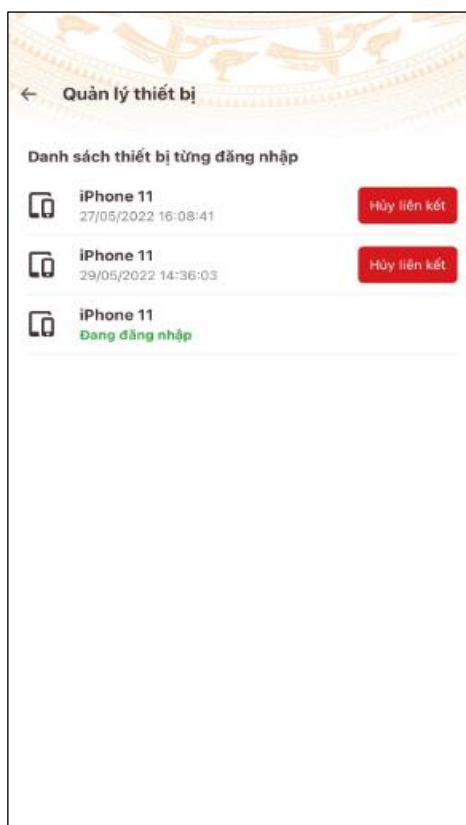 Quản lý thiết bị
Danh sách thiết bị từng đăng nhập
iPhone 11
27/05/2022 16:08:41
Hủy liên kết
iPhone 11
29/05/2022 14:36:03
Hủy liên kết
iPhone 11
Đang đăng nhập